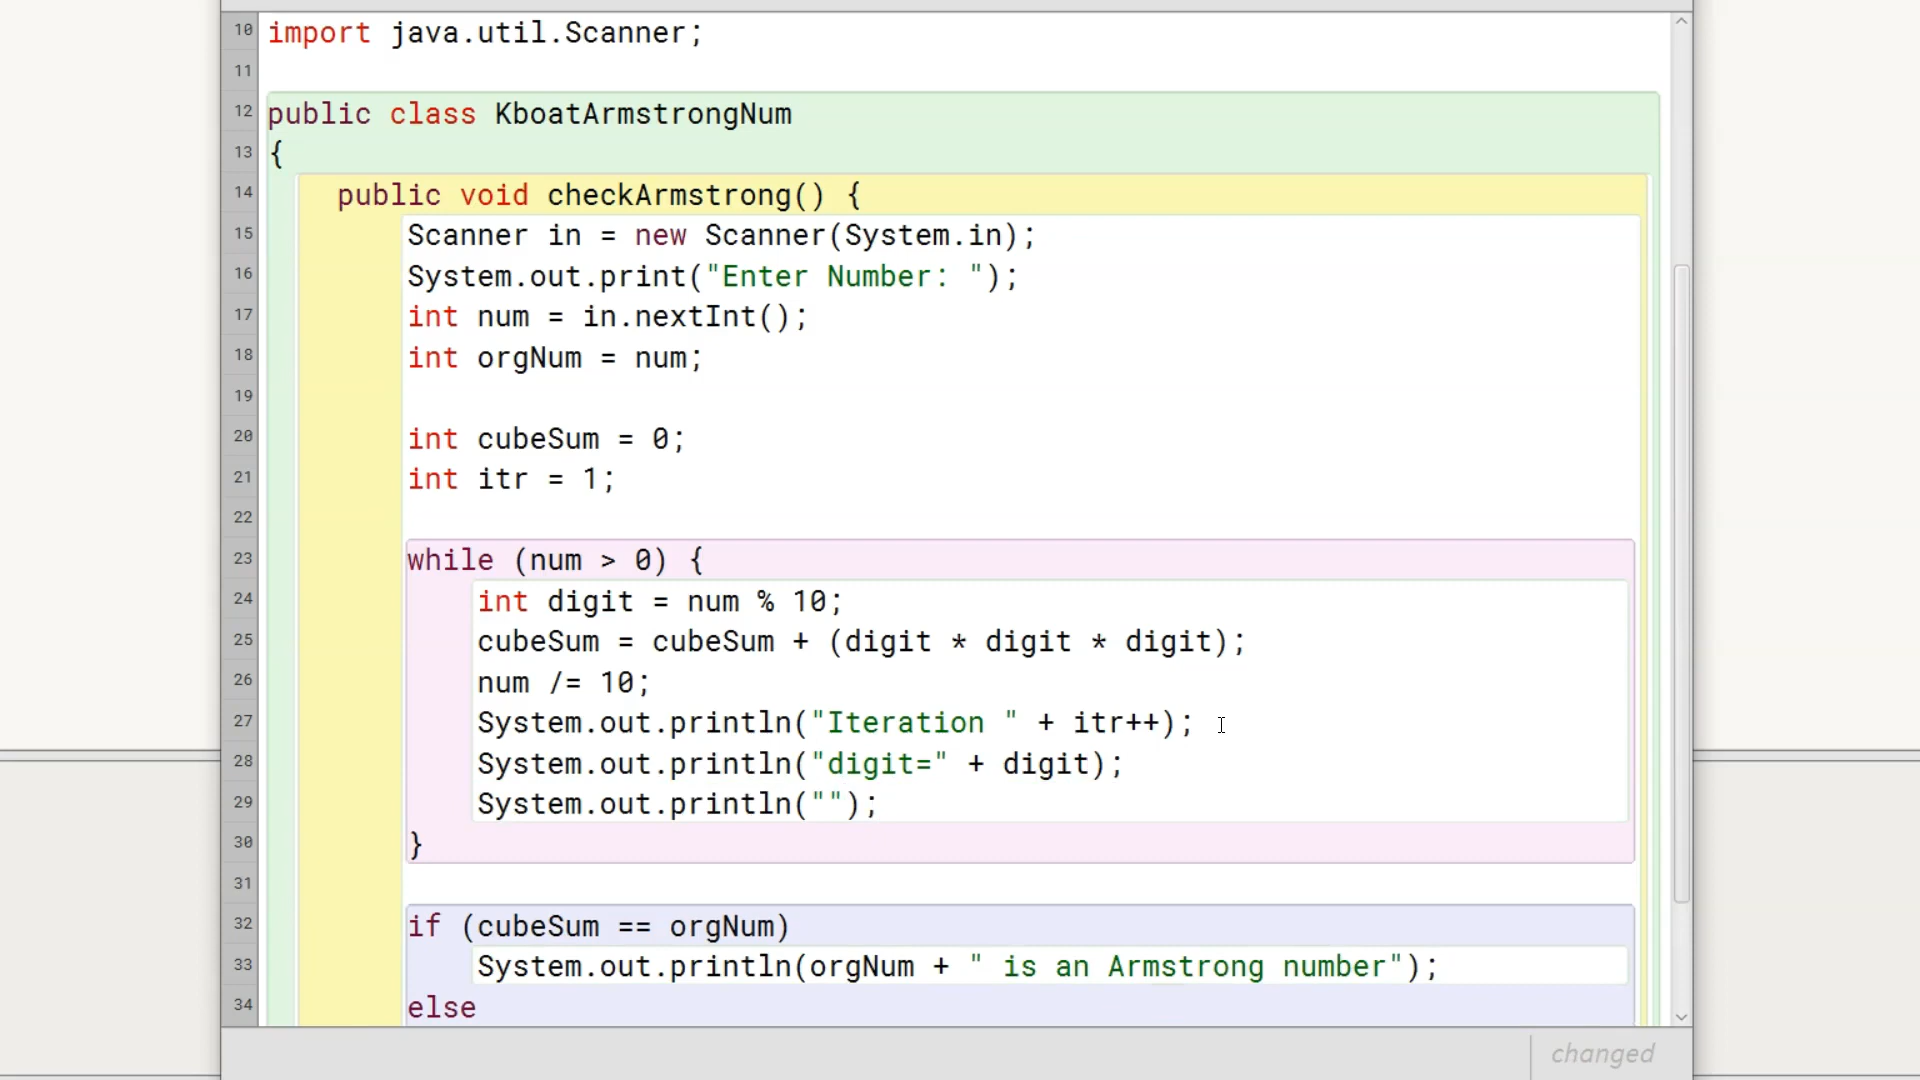 10 import java.util.Scanner;
11
12 public class KboatArmstrongNum
13 {
14 public void checkArmstrong() {
15 Scanner in = new Scanner(System.in);
16 System.out.print("Enter Number: ");
17 int num = in.nextInt();
18 int orgNum = num;
19
20 int cubeSum = 0;
21 int itr = 1;
22
23 while (num > 0) {
24 int digit = num % 10;
25 cubeSum = cubeSum + (digit * digit * digit);
26 num /= 10;
27 System.out.println("Iteration " + itr++);
28 System.out.println("digit=" + digit);
29 System.out.println("");
30 }
31
32 if (cubeSum == orgNum)
33 System.out.println(orgNum + " is an Armstrong number");
34 else
changed